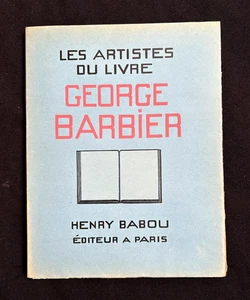 LES ARTISTES
DU LIVRE
GEORGE
BARBiER
HENRY BABOU
ÉDITEUR A PARIS